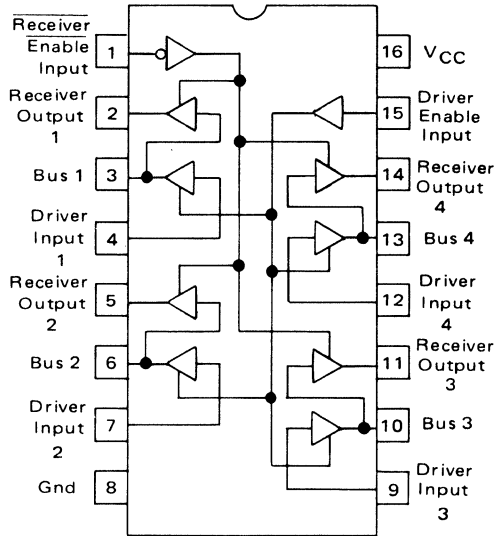 Receiver
Enable
Input
1
Receiver
Output
1
2
Bus 1
3
Driver
Input
1
4
Receiver
Output
2
5
Bus 2
6
Driver
Input
2
7
Gnd
8
16
VCC
15
Driver
Enable
Input
14
Receiver
Output
4
13
Bus 4
12
Driver
Input
4
11
Receiver
Output
3
10
Bus 3
9
Driver
Input
3